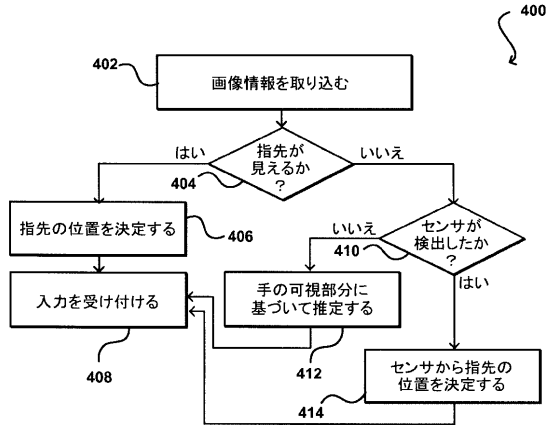 400
402
画像情報を取り込む
はい
指先が
見えるか
?
いいえ
404
指先の位置を決定する
406
いいえ
センサが
検出したか
?
410
はい
入力を受け付ける
408
手の可視部分に
基づいて推定する
412
センサから指先の
位置を決定する
414